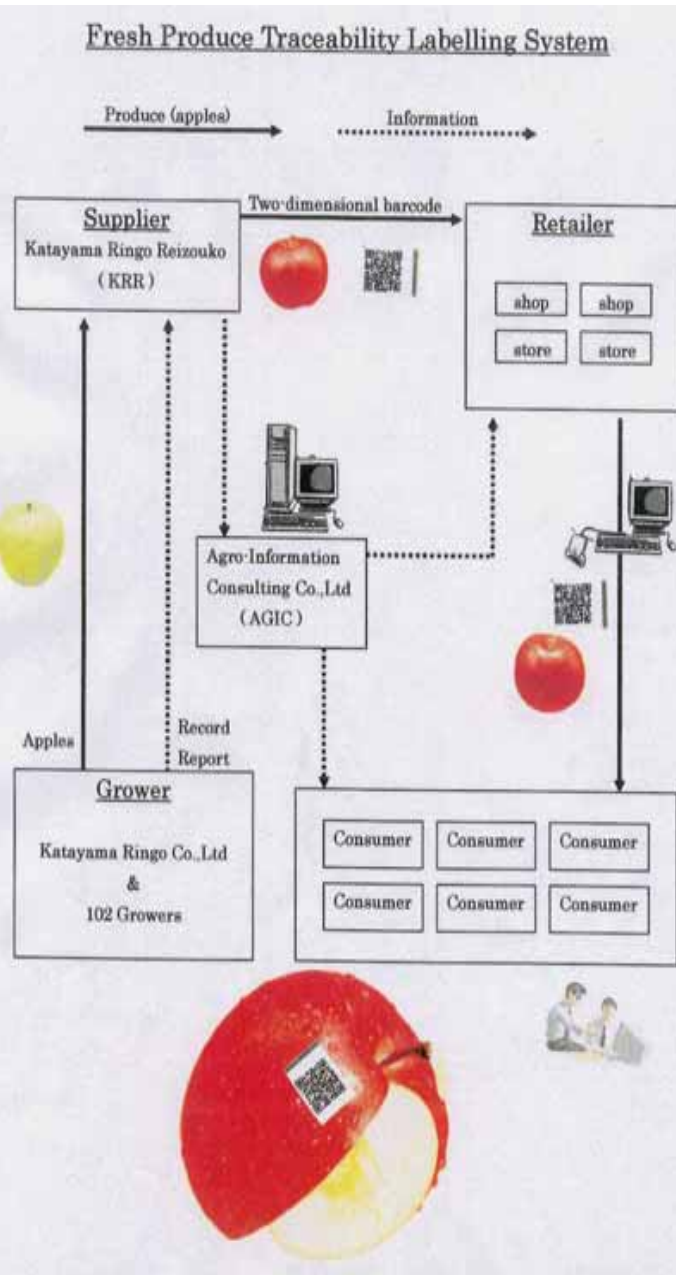 Fresh Produce Traceability Labelling System
Produce (apples)
Information
Supplier
Katayama Ringo Reizouko
(KRR)
Two-dimensional barcode
Retailer
shop
shop
store
store
Agro-Information
Consulting Co.,Ltd
(AGIC)
Apples
Record
Report
Grower
Katayama Ringo Co.,Ltd
&
102 Growers
Consumer
Consumer
Consumer
Consumer
Consumer
Consumer